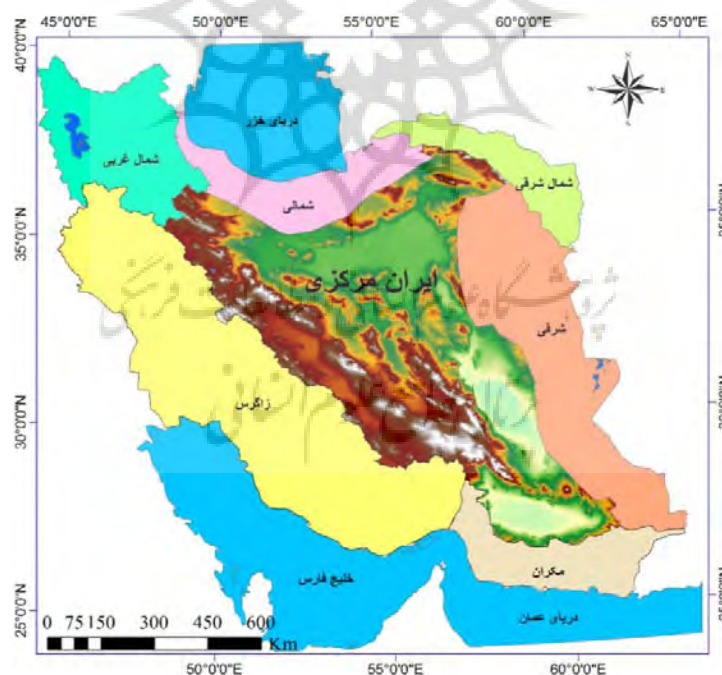 45°0'0"E 50°0'0"E 55°0'0"E 60°0'0"E 65°0'0"E
40°0'0"N
N
W E
S
دریای خزر
شمال غربی
شمال شرقی
شمالی
35°0'0"N
ایران مرکزی
شرقی
زاگرس
30°0'0"N
مکران
خلیج فارس
دریای عمان
25°0'0"N
0 75 150 300 450 600
Km
50°0'0"E 55°0'0"E 60°0'0"E